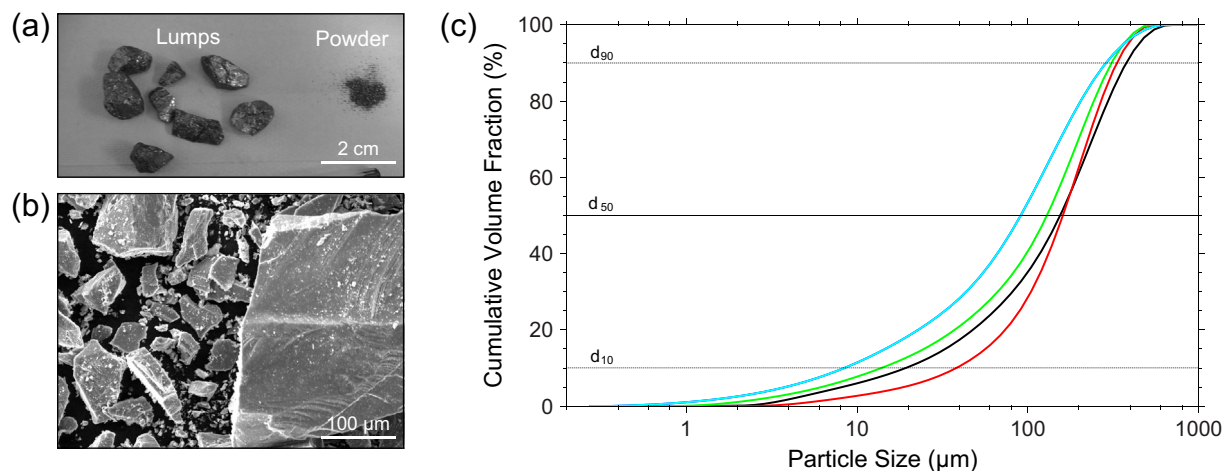 (a)
Lumps
Powder
2 cm
(b)
100 µm
(c)
Cumulative Volume Fraction (%)
100
80
60
40
20
0
d90
d50
d10
1
10
100
1000
Particle Size (µm)